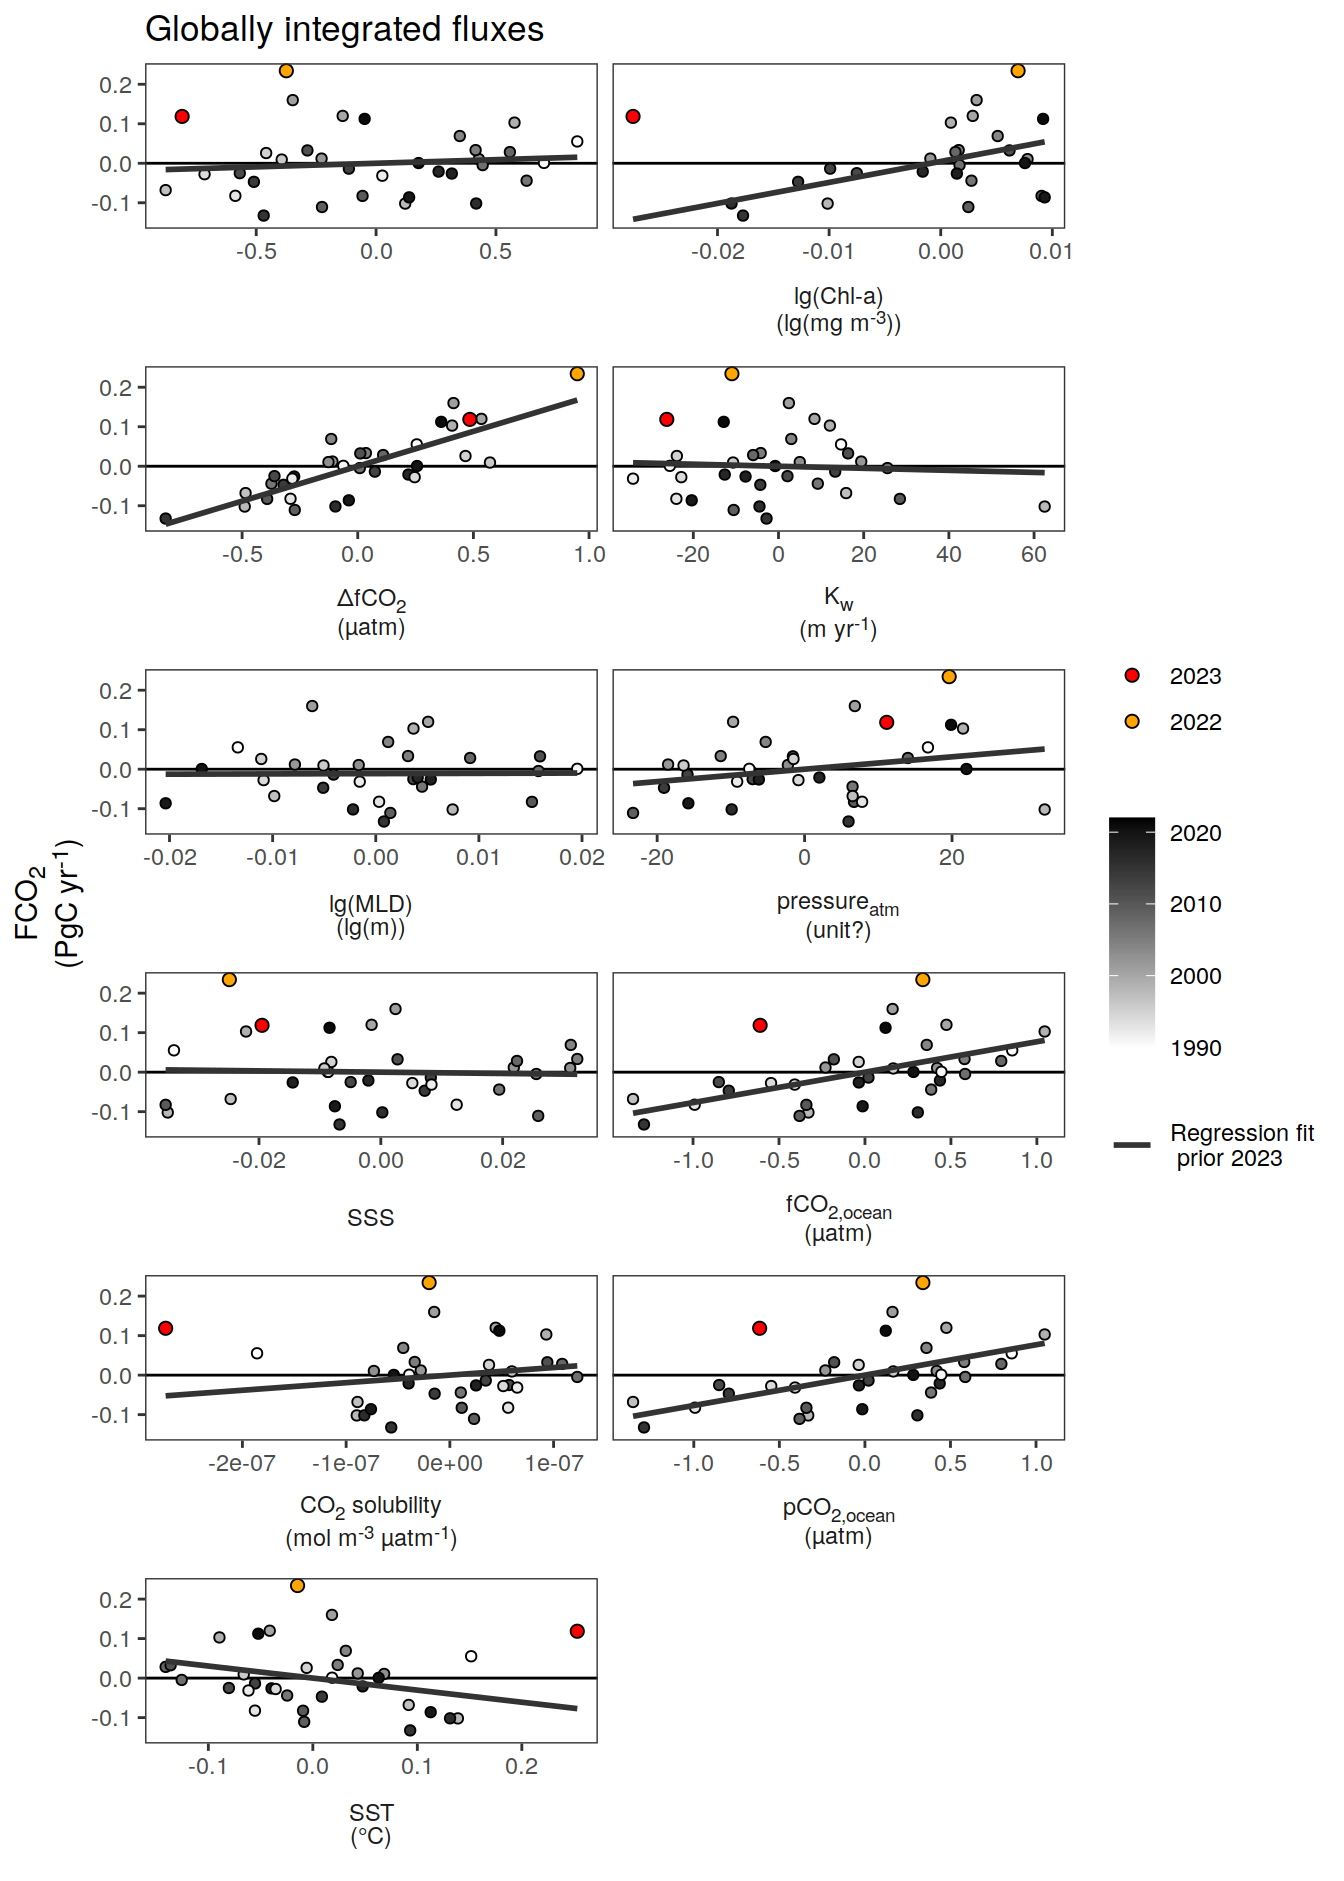 Globally integrated fluxes
0.2
0.1
0.0
-0.1
-0.5 0.0 0.5
-0.02 -0.01 0.00 0.01
lg(Chl-a)
(lg(mg m⁻³))
0.2
0.1
0.0
-0.1
-0.5 0.0 0.5 1.0
-20 0 20 40 60
ΔfCO₂
(µatm)
K_w
(m yr⁻¹)
0.2
0.1
0.0
-0.1
-0.02 -0.01 0.00 0.01 0.02
-20 0 20
lg(MLD)
(lg(m))
pressure_atm
(unit?)
0.2
0.1
0.0
-0.1
-0.02 0.00 0.02
-1.0 -0.5 0.0 0.5 1.0
SSS
fCO₂,ocean
(µatm)
0.2
0.1
0.0
-0.1
-2e-07 -1e-07 0e+00 1e-07
-1.0 -0.5 0.0 0.5 1.0
CO₂ solubility
(mol m⁻³ µatm⁻¹)
pCO₂,ocean
(µatm)
0.2
0.1
0.0
-0.1
-0.1 0.0 0.1 0.2
SST
(°C)
FCO₂
(PgC yr⁻¹)
2023
2022
2020
2010
2000
1990
Regression fit
prior 2023